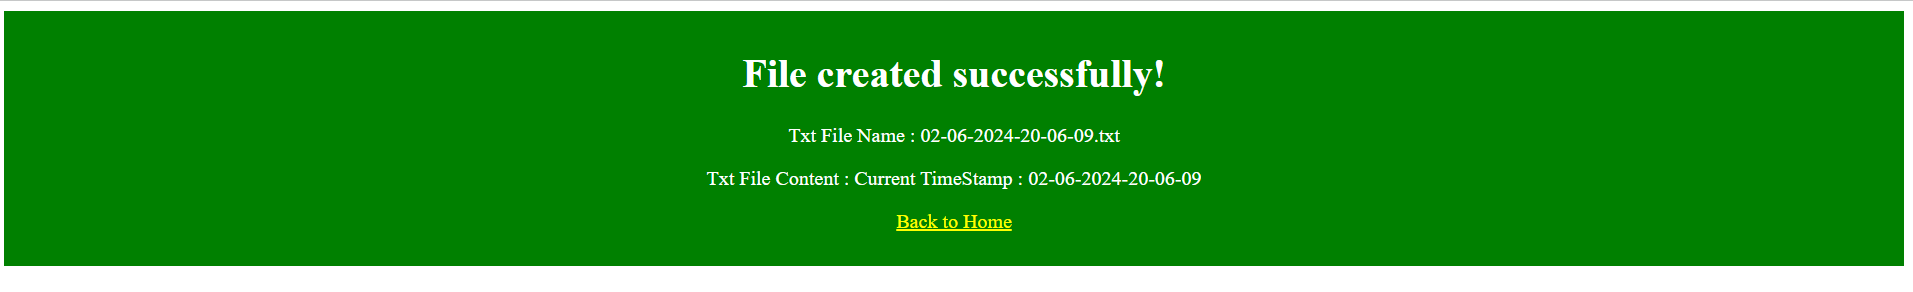 File created successfully!
Txt File Name : 02-06-2024-20-06-09.txt
Txt File Content : Current TimeStamp : 02-06-2024-20-06-09
Back to Home